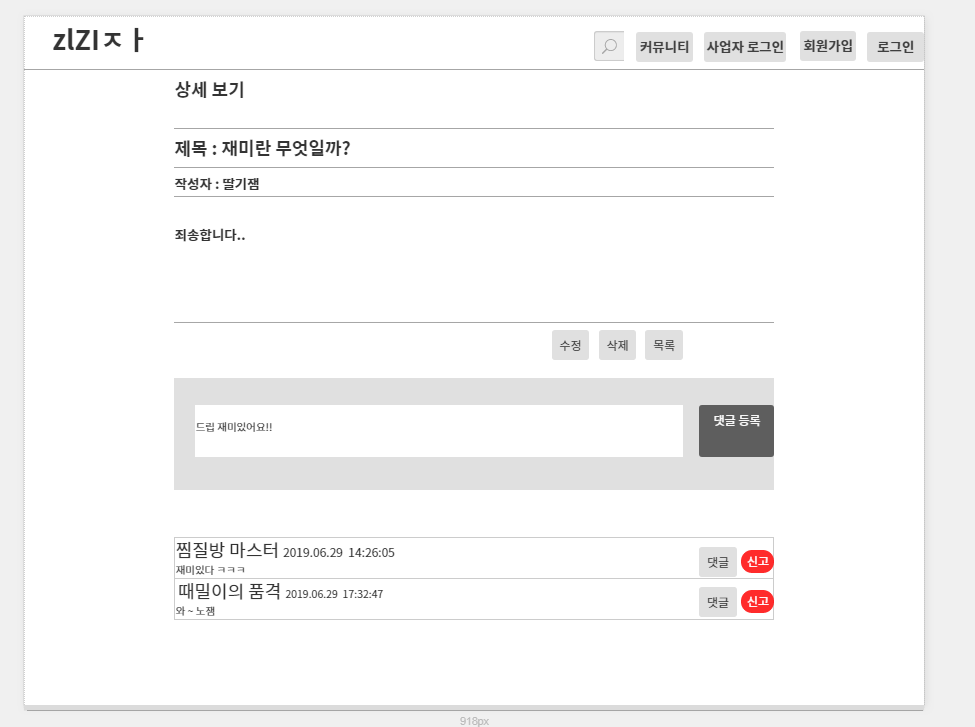 zlZIㅈㅏ
커뮤니티 사업자 로그인 회원가입 로그인
상세 보기
제목 : 재미란 무엇일까?
작성자 : 딸기잼
죄송합니다..
수정 삭제 목록
드립 재미있어요!!
댓글 등록
찜질방 마스터 2019.06.29 14:26:05
재미있다 ㅋㅋㅋ
댓글 신고
때밀이의 품격 2019.06.29 17:32:47
와 ~ 노잼
댓글 신고
918px